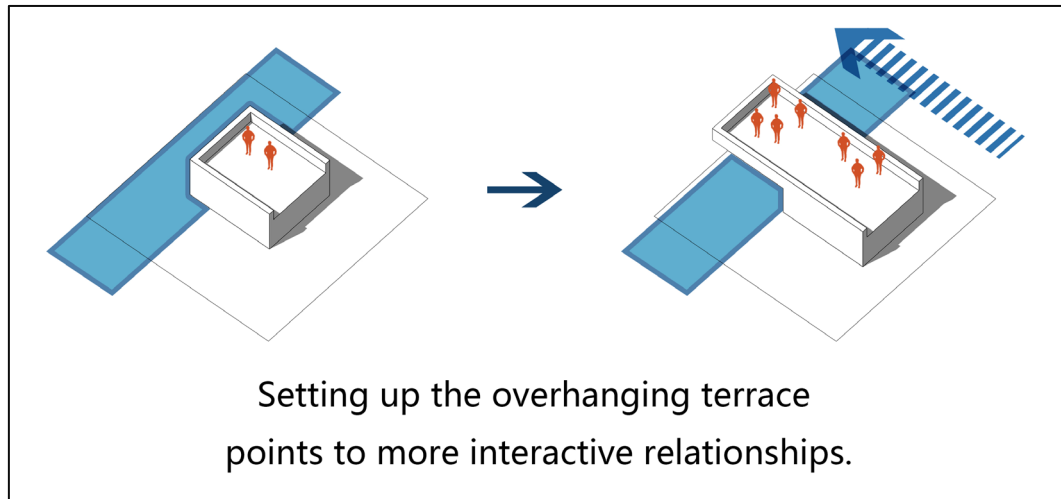 Setting up the overhanging terrace
points to more interactive relationships.